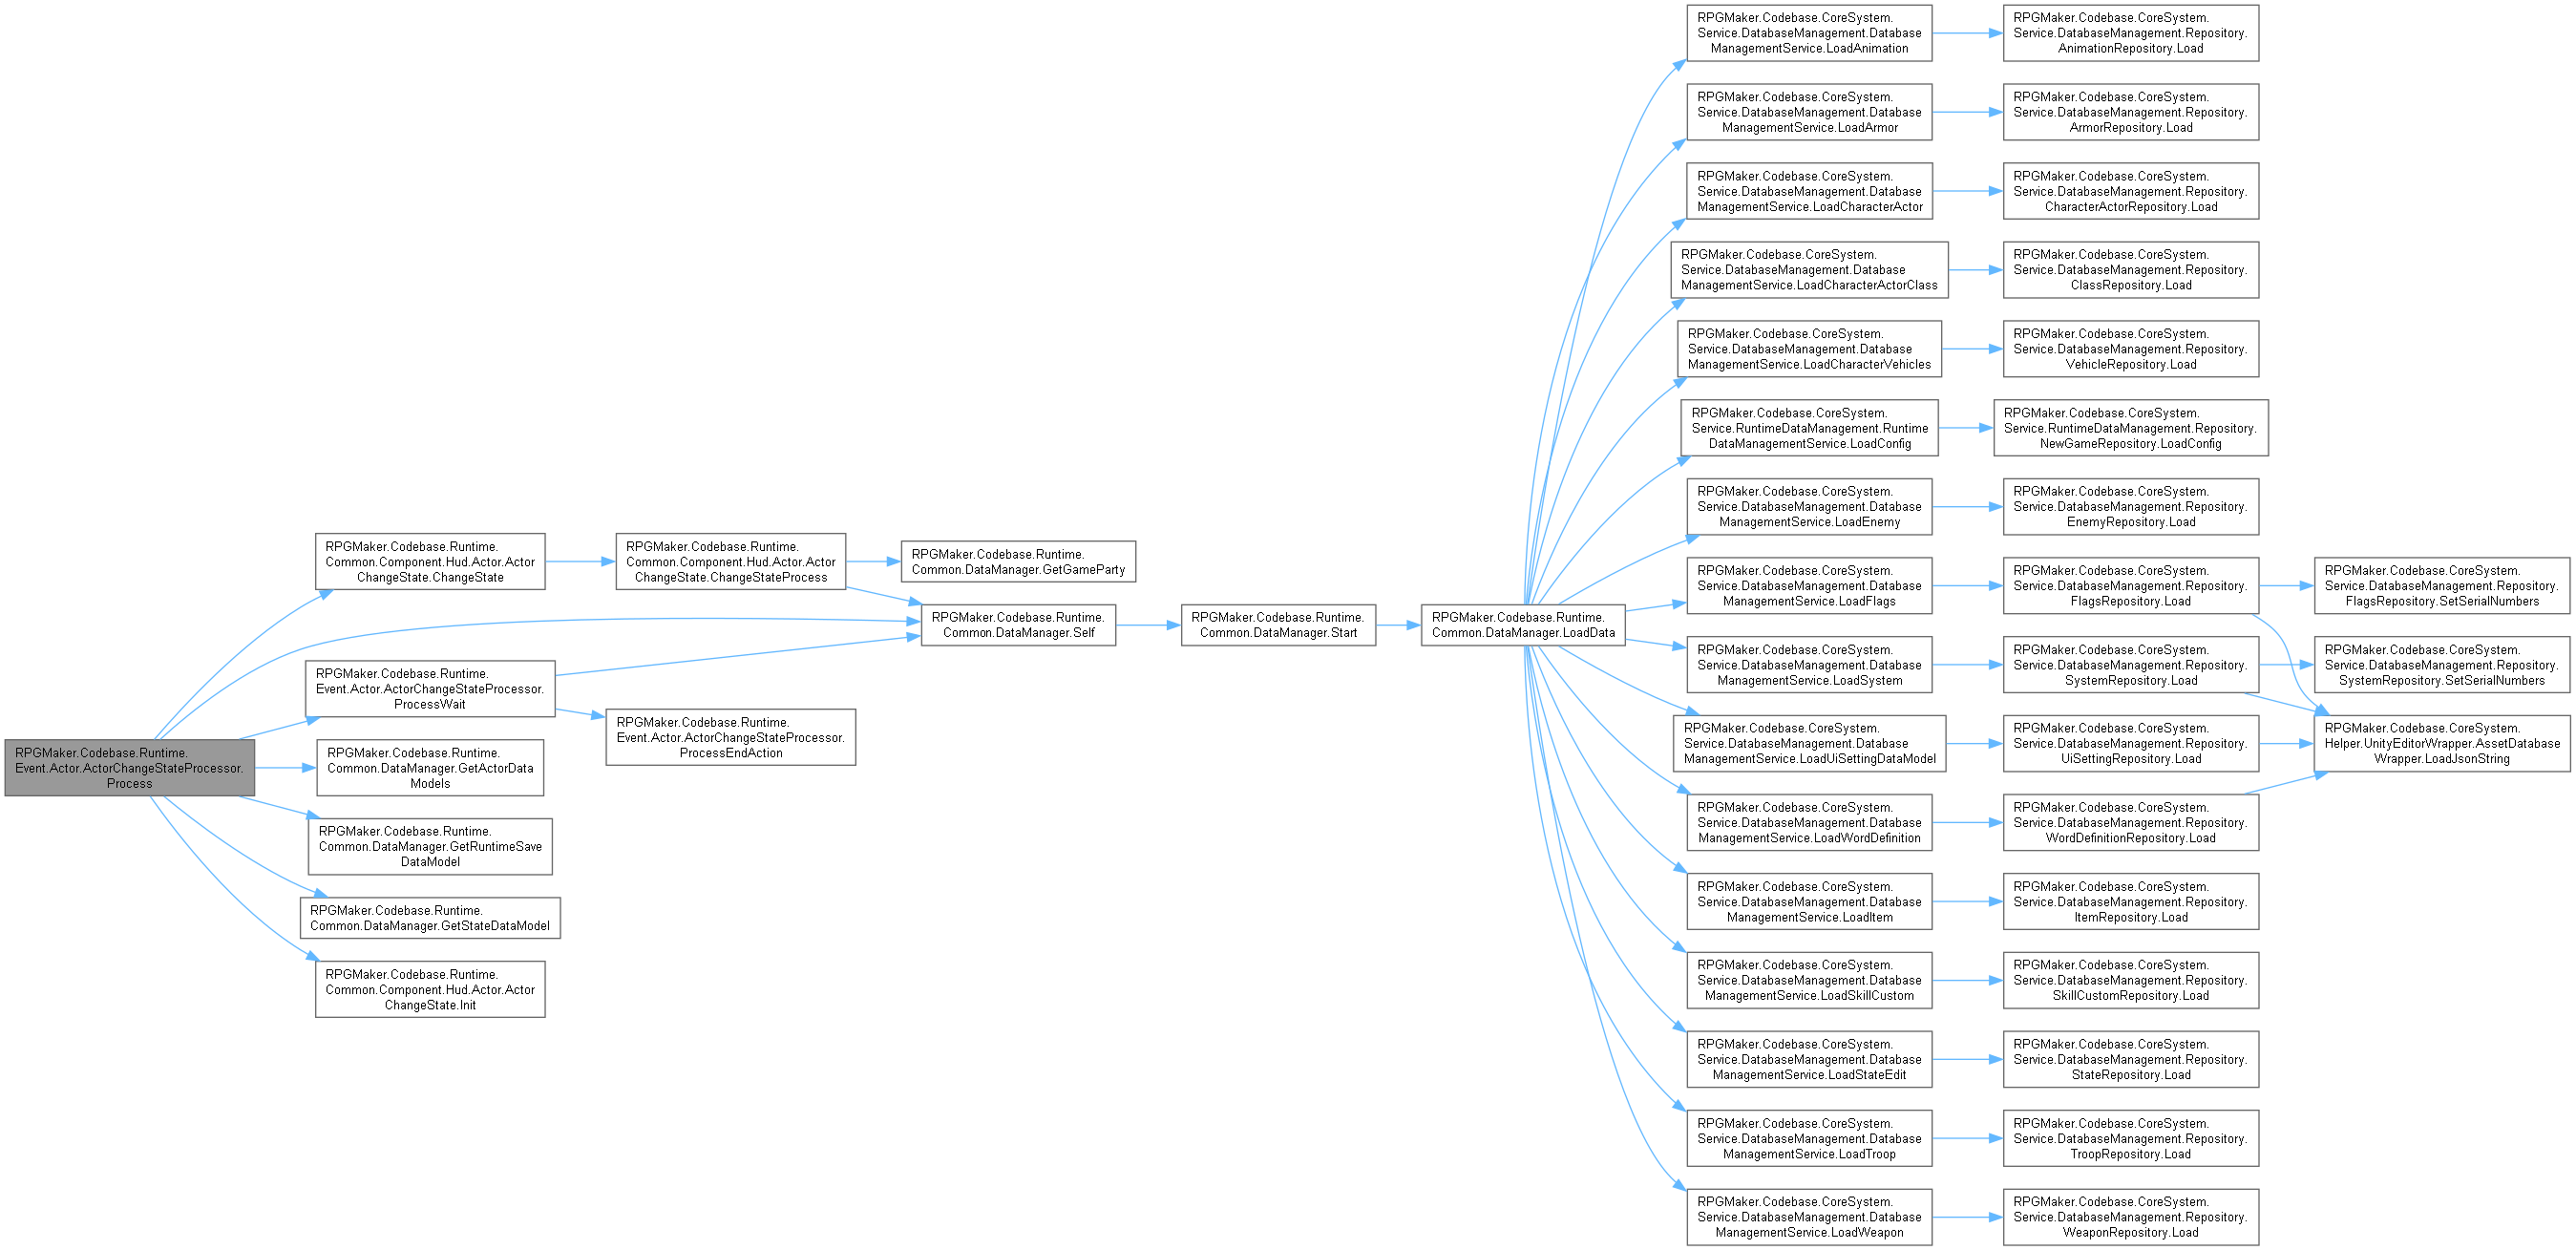 RPGMaker.Codebase.Runtime.
Event.Actor.ActorChangeStateProcessor.
Process
RPGMaker.Codebase.Runtime.
Common.Component.Hud.Actor.Actor
ChangeState.ChangeState
RPGMaker.Codebase.Runtime.
Common.Component.Hud.Actor.Actor
ChangeState.ChangeStateProcess
RPGMaker.Codebase.Runtime.
Common.DataManager.GetGameParty
RPGMaker.Codebase.Runtime.
Common.DataManager.Self
RPGMaker.Codebase.Runtime.
Common.DataManager.Start
RPGMaker.Codebase.Runtime.
Common.DataManager.LoadData
RPGMaker.Codebase.Runtime.
Event.Actor.ActorChangeStateProcessor.
ProcessWait
RPGMaker.Codebase.Runtime.
Event.Actor.ActorChangeStateProcessor.
ProcessEndAction
RPGMaker.Codebase.Runtime.
Common.DataManager.GetActorData
Models
RPGMaker.Codebase.Runtime.
Common.DataManager.GetRuntimeSave
DataModel
RPGMaker.Codebase.Runtime.
Common.DataManager.GetStateDataModel
RPGMaker.Codebase.Runtime.
Common.Component.Hud.Actor.Actor
ChangeState.Init
RPGMaker.Codebase.CoreSystem.
Service.DatabaseManagement.Database
ManagementService.LoadAnimation
RPGMaker.Codebase.CoreSystem.
Service.DatabaseManagement.Repository.
AnimationRepository.Load
RPGMaker.Codebase.CoreSystem.
Service.DatabaseManagement.Database
ManagementService.LoadArmor
RPGMaker.Codebase.CoreSystem.
Service.DatabaseManagement.Repository.
ArmorRepository.Load
RPGMaker.Codebase.CoreSystem.
Service.DatabaseManagement.Database
ManagementService.LoadCharacterActor
RPGMaker.Codebase.CoreSystem.
Service.DatabaseManagement.Repository.
CharacterActorRepository.Load
RPGMaker.Codebase.CoreSystem.
Service.DatabaseManagement.Database
ManagementService.LoadCharacterActorClass
RPGMaker.Codebase.CoreSystem.
Service.DatabaseManagement.Repository.
ClassRepository.Load
RPGMaker.Codebase.CoreSystem.
Service.DatabaseManagement.Database
ManagementService.LoadCharacterVehicles
RPGMaker.Codebase.CoreSystem.
Service.DatabaseManagement.Repository.
VehicleRepository.Load
RPGMaker.Codebase.CoreSystem.
Service.RuntimeDataManagement.Runtime
DataManagementService.LoadConfig
RPGMaker.Codebase.CoreSystem.
Service.RuntimeDataManagement.Repository.
NewGameRepository.LoadConfig
RPGMaker.Codebase.CoreSystem.
Service.DatabaseManagement.Database
ManagementService.LoadEnemy
RPGMaker.Codebase.CoreSystem.
Service.DatabaseManagement.Repository.
EnemyRepository.Load
RPGMaker.Codebase.CoreSystem.
Service.DatabaseManagement.Database
ManagementService.LoadFlags
RPGMaker.Codebase.CoreSystem.
Service.DatabaseManagement.Repository.
FlagsRepository.Load
RPGMaker.Codebase.CoreSystem.
Service.DatabaseManagement.Repository.
FlagsRepository.SetSerialNumbers
RPGMaker.Codebase.CoreSystem.
Service.DatabaseManagement.Database
ManagementService.LoadSystem
RPGMaker.Codebase.CoreSystem.
Service.DatabaseManagement.Repository.
SystemRepository.Load
RPGMaker.Codebase.CoreSystem.
Service.DatabaseManagement.Repository.
SystemRepository.SetSerialNumbers
RPGMaker.Codebase.CoreSystem.
Service.DatabaseManagement.Database
ManagementService.LoadUiSettingDataModel
RPGMaker.Codebase.CoreSystem.
Service.DatabaseManagement.Repository.
UiSettingRepository.Load
RPGMaker.Codebase.CoreSystem.
Helper.UnityEditorWrapper.AssetDatabase
Wrapper.LoadJsonString
RPGMaker.Codebase.CoreSystem.
Service.DatabaseManagement.Database
ManagementService.LoadWordDefinition
RPGMaker.Codebase.CoreSystem.
Service.DatabaseManagement.Repository.
WordDefinitionRepository.Load
RPGMaker.Codebase.CoreSystem.
Service.DatabaseManagement.Database
ManagementService.LoadItem
RPGMaker.Codebase.CoreSystem.
Service.DatabaseManagement.Repository.
ItemRepository.Load
RPGMaker.Codebase.CoreSystem.
Service.DatabaseManagement.Database
ManagementService.LoadSkillCustom
RPGMaker.Codebase.CoreSystem.
Service.DatabaseManagement.Repository.
SkillCustomRepository.Load
RPGMaker.Codebase.CoreSystem.
Service.DatabaseManagement.Database
ManagementService.LoadStateEdit
RPGMaker.Codebase.CoreSystem.
Service.DatabaseManagement.Repository.
StateRepository.Load
RPGMaker.Codebase.CoreSystem.
Service.DatabaseManagement.Database
ManagementService.LoadTroop
RPGMaker.Codebase.CoreSystem.
Service.DatabaseManagement.Repository.
TroopRepository.Load
RPGMaker.Codebase.CoreSystem.
Service.DatabaseManagement.Database
ManagementService.LoadWeapon
RPGMaker.Codebase.CoreSystem.
Service.DatabaseManagement.Repository.
WeaponRepository.Load